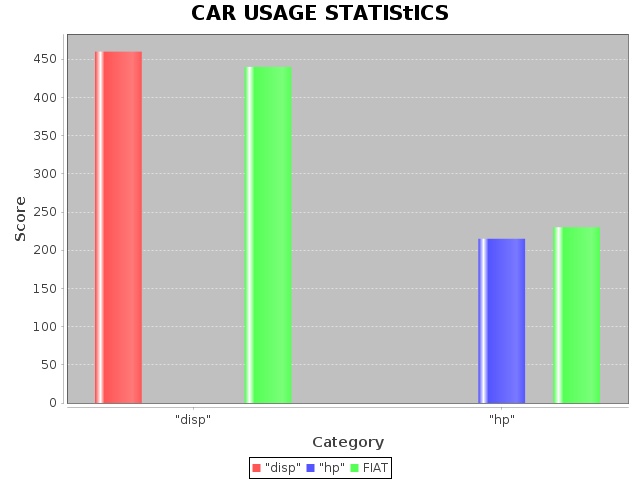 CAR USAGE STATIStICS
450
400
350
300
250
200
150
100
50
0
Score
"disp" "hp"
Category
"disp" "hp" FIAT